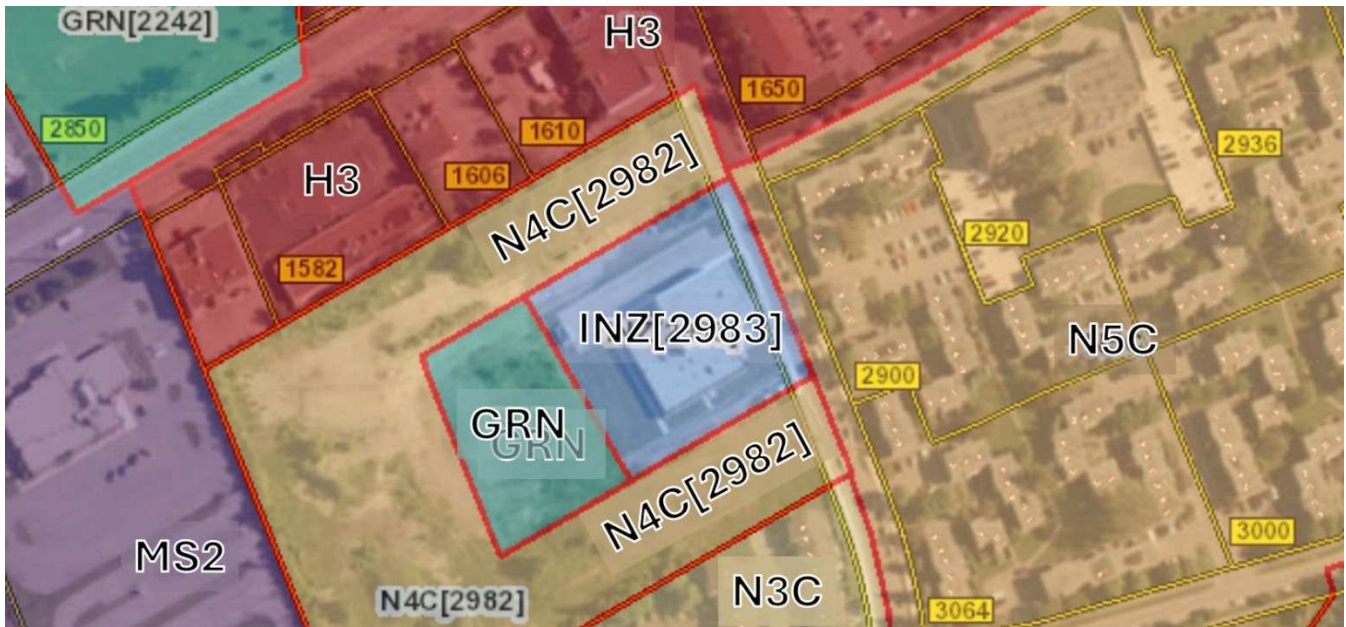 GRN[2242]
H3
1650
2850
1610
2936
1606
H3
N4C[2982]
2920
1582
INZ[2983]
N5C
2900
GRN
GRN
N4C[2982]
3000
MS2
N3C
N4C[2982]
3064